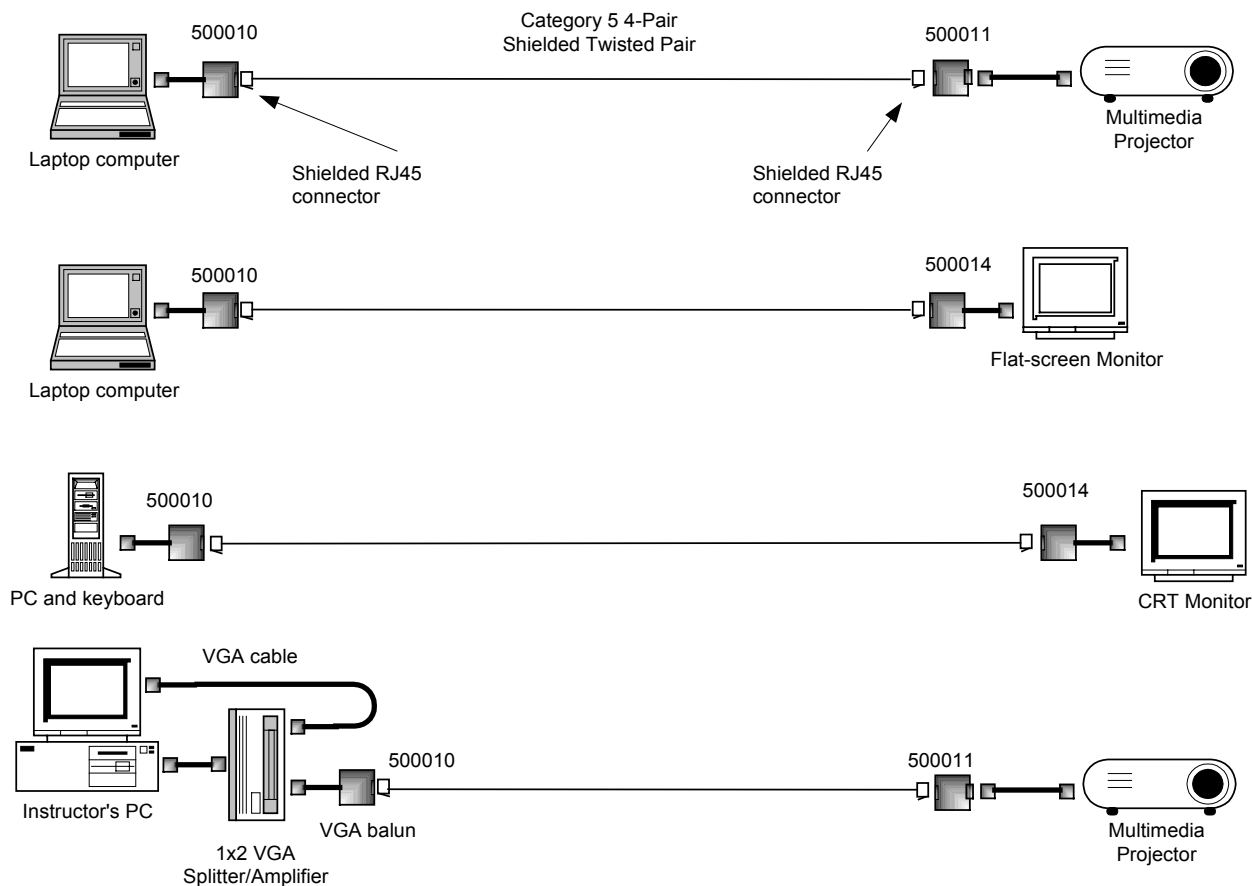 500010
Category 5 4-Pair
Shielded Twisted Pair
500011
Laptop computer
Shielded RJ45
connector
Shielded RJ45
connector
Multimedia
Projector
500010
500014
Laptop computer
Flat-screen Monitor
500010
500014
PC and keyboard
CRT Monitor
VGA cable
500010
500011
Instructor's PC
VGA balun
1x2 VGA
Splitter/Amplifier
Multimedia
Projector